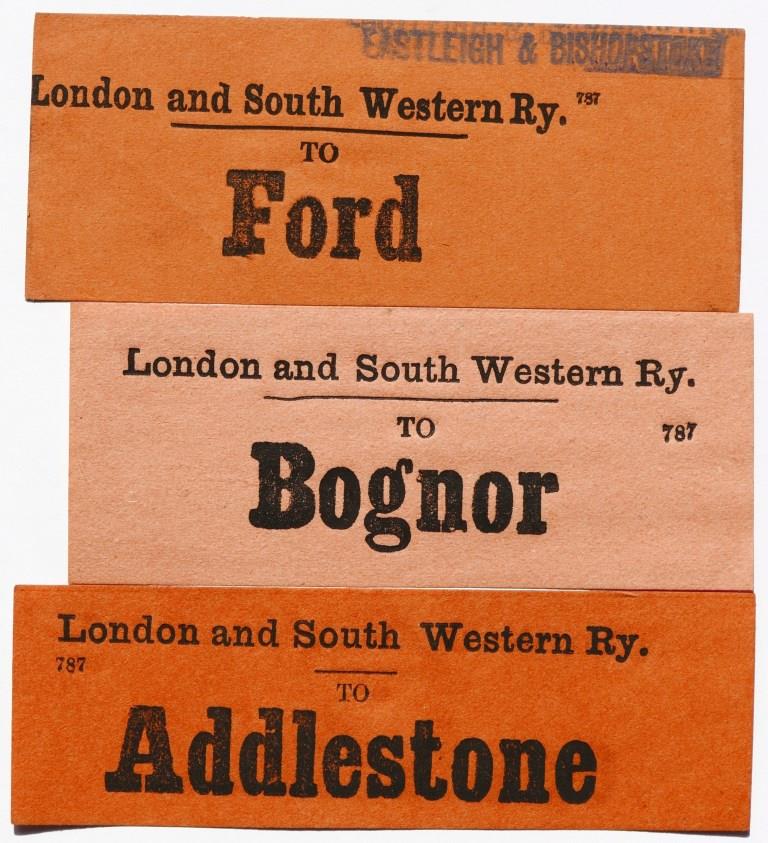 EASTLEIGH & BISHOPSTOKE
London and South Western Ry. 787
TO
Ford
London and South Western Ry.
TO
787
Bognor
London and South Western Ry.
787
TO
Addlestone